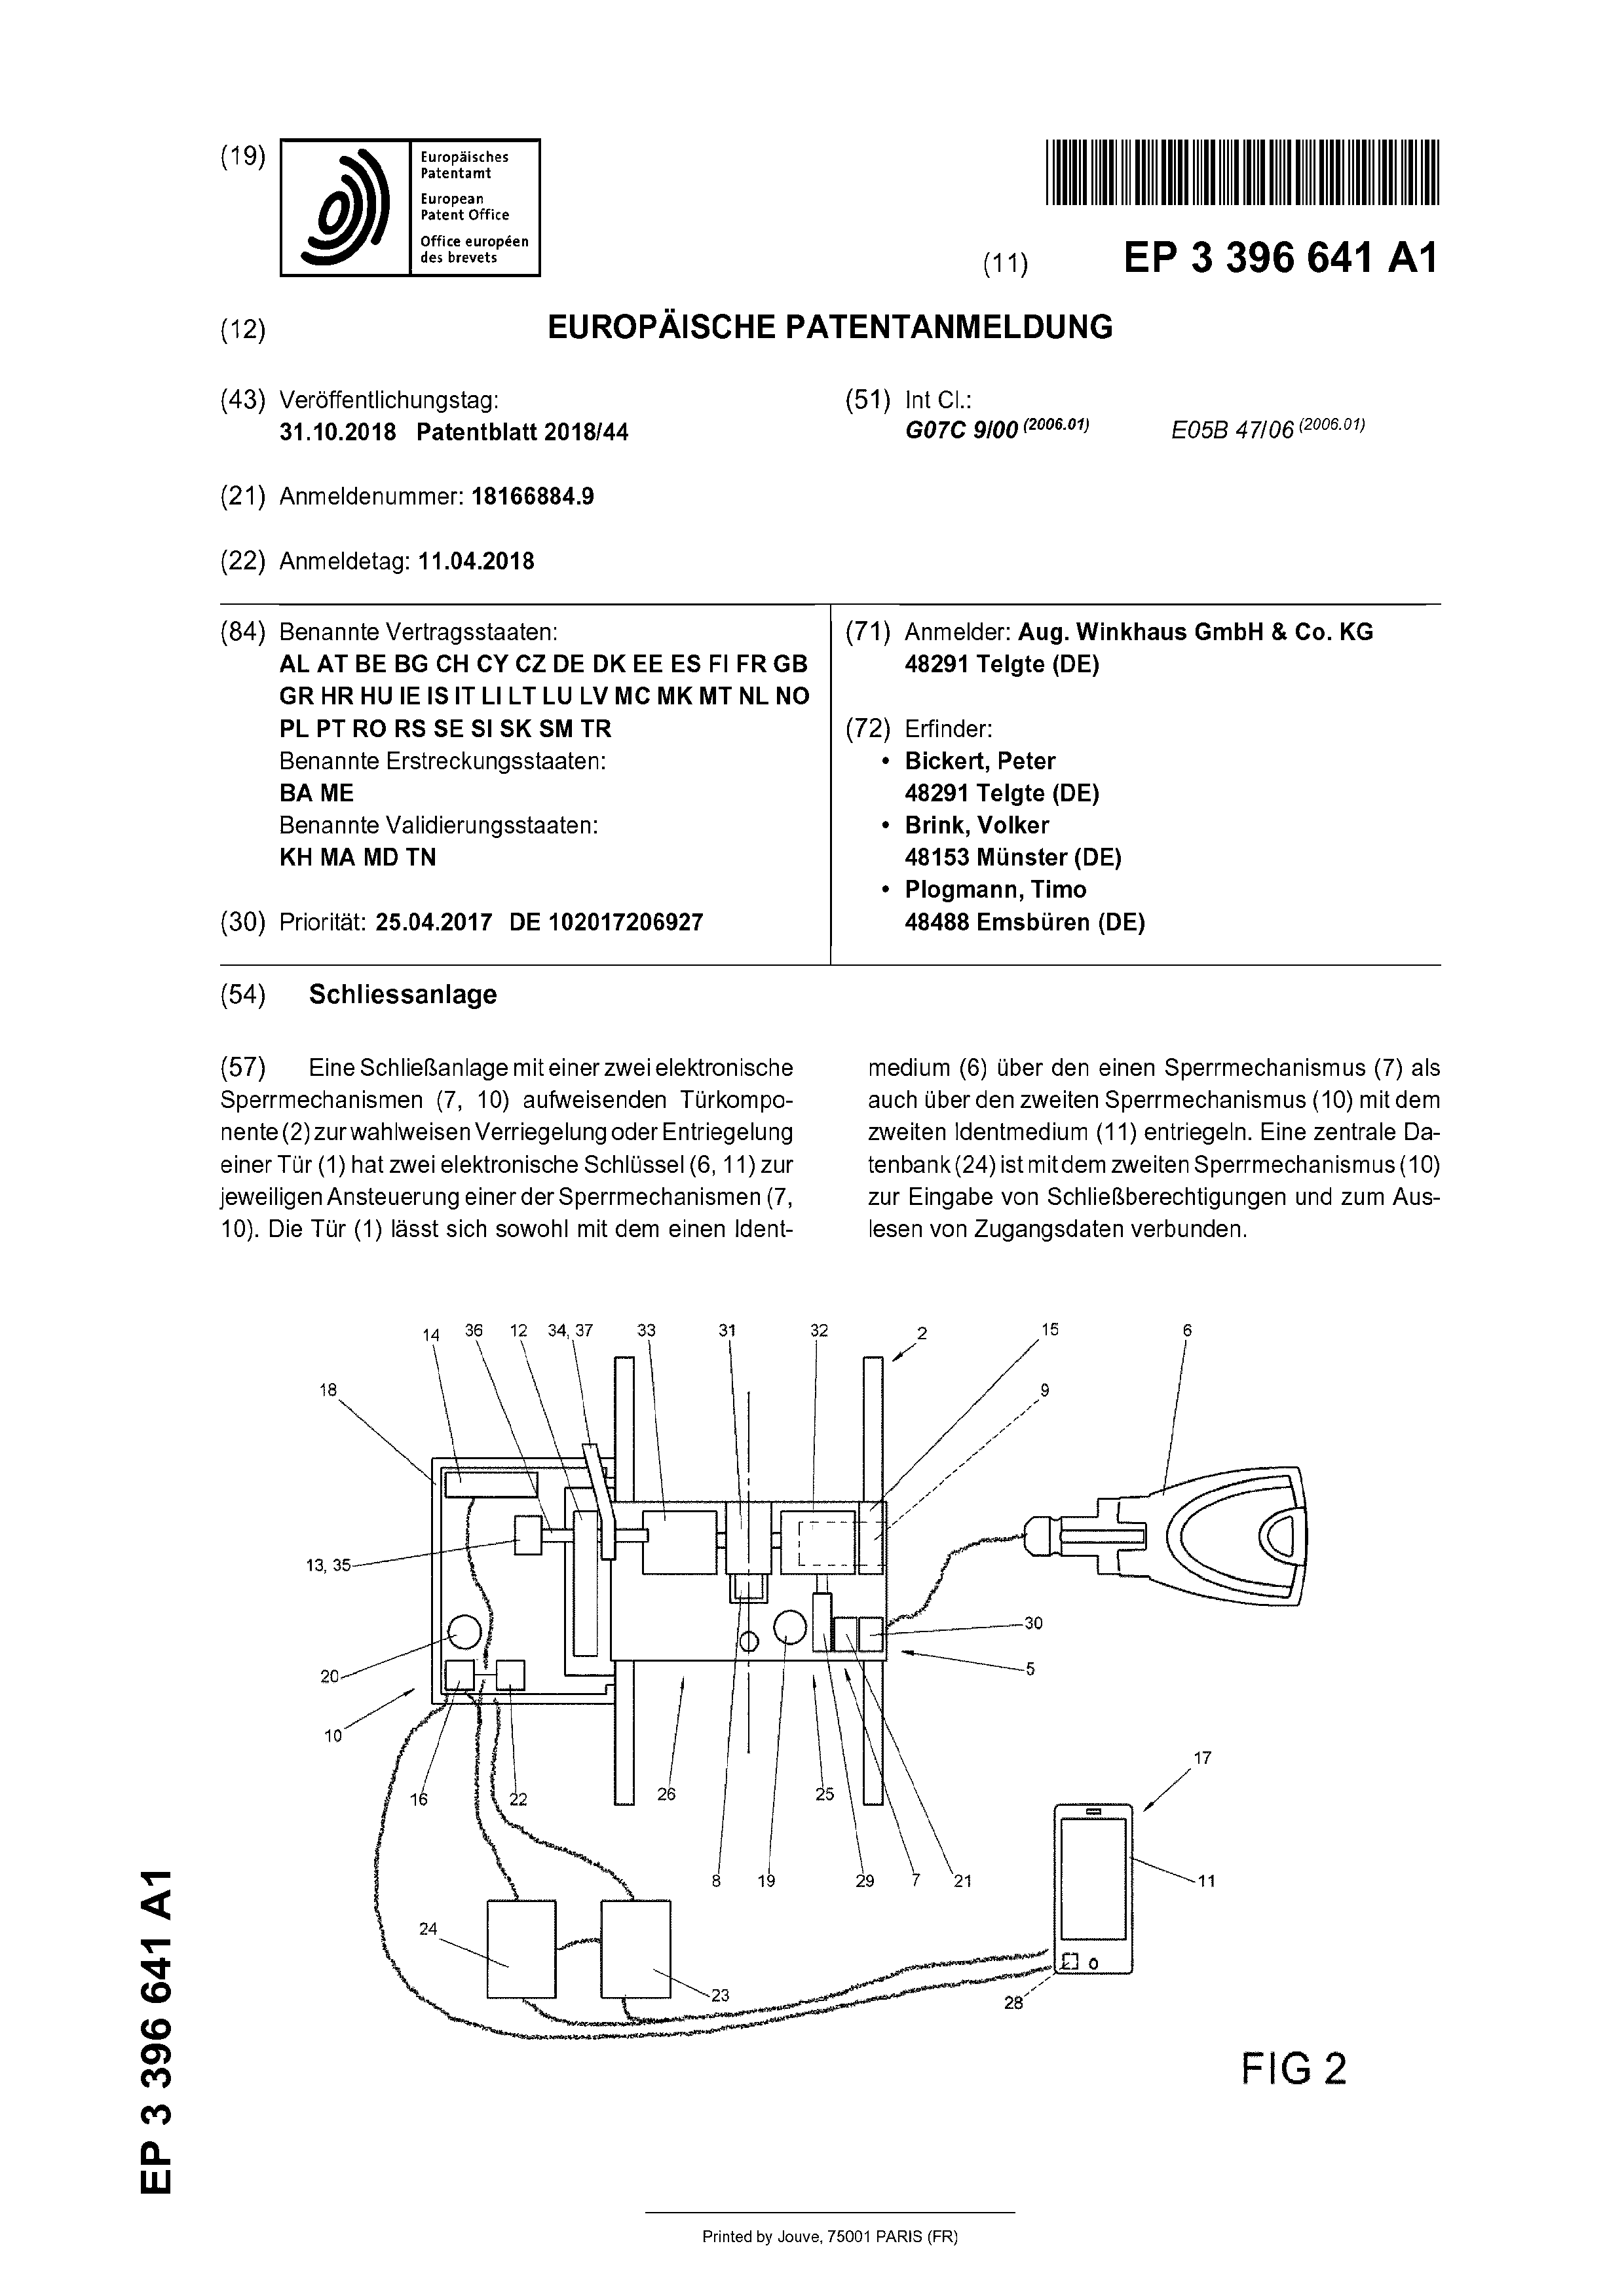 (19)
Europäisches
Patentamt
European
Patent Office
Office européen
des brevets
(11) EP 3 396 641 A1
(12) EUROPÄISCHE PATENTANMELDUNG
(43) Veröffentlichungstag:
31.10.2018 Patentblatt 2018/44
(51) Int Cl.:
G07C 9/00 (2006.01) E05B 47/06 (2006.01)
(21) Anmeldenummer: 18166884.9
(22) Anmeldetag: 11.04.2018
(84) Benannte Vertragsstaaten:
AL AT BE BG CH CY CZ DE DK EE ES FI FR GB
GR HR HU IE IS IT LI LT LU LV MC MK MT NL NO
PL PT RO RS SE SI SK SM TR
Benannte Erstreckungsstaaten:
BA ME
Benannte Validierungsstaaten:
KH MA MD TN
(30) Priorität: 25.04.2017 DE 102017206927
(71) Anmelder: Aug. Winkhaus GmbH & Co. KG
48291 Telgte (DE)
(72) Erfinder:
• Bickert, Peter
48291 Telgte (DE)
• Brink, Volker
48153 Münster (DE)
• Plogmann, Timo
48488 Emsbüren (DE)
(54) Schliessanlage
(57) Eine Schließanlage mit einer zwei elektronische
Sperrmechanismen (7, 10) aufweisenden Türkompo-
nente (2) zur wahlweisen Verriegelung oder Entriegelung
einer Tür (1) hat zwei elektronische Schlüssel (6, 11) zur
jeweiligen Ansteuerung einer der Sperrmechanismen (7,
10). Die Tür (1) lässt sich sowohl mit dem einen Ident-
medium (6) über den einen Sperrmechanismus (7) als
auch über den zweiten Sperrmechanismus (10) mit dem
zweiten Identmedium (11) entriegeln. Eine zentrale Da-
tenbank (24) ist mit dem zweiten Sperrmechanismus (10)
zur Eingabe von Schließberechtigungen und zum Aus-
lesen von Zugangsdaten verbunden.
14 36 12 34, 37 33 31 32 2 15 6
18 9
13, 35
30
20 5
10
17
16 22 26 25
8 19 29 7 21 11
24
23 28
FIG 2
EP 3 396 641 A1
Printed by Jouve, 75001 PARIS (FR)